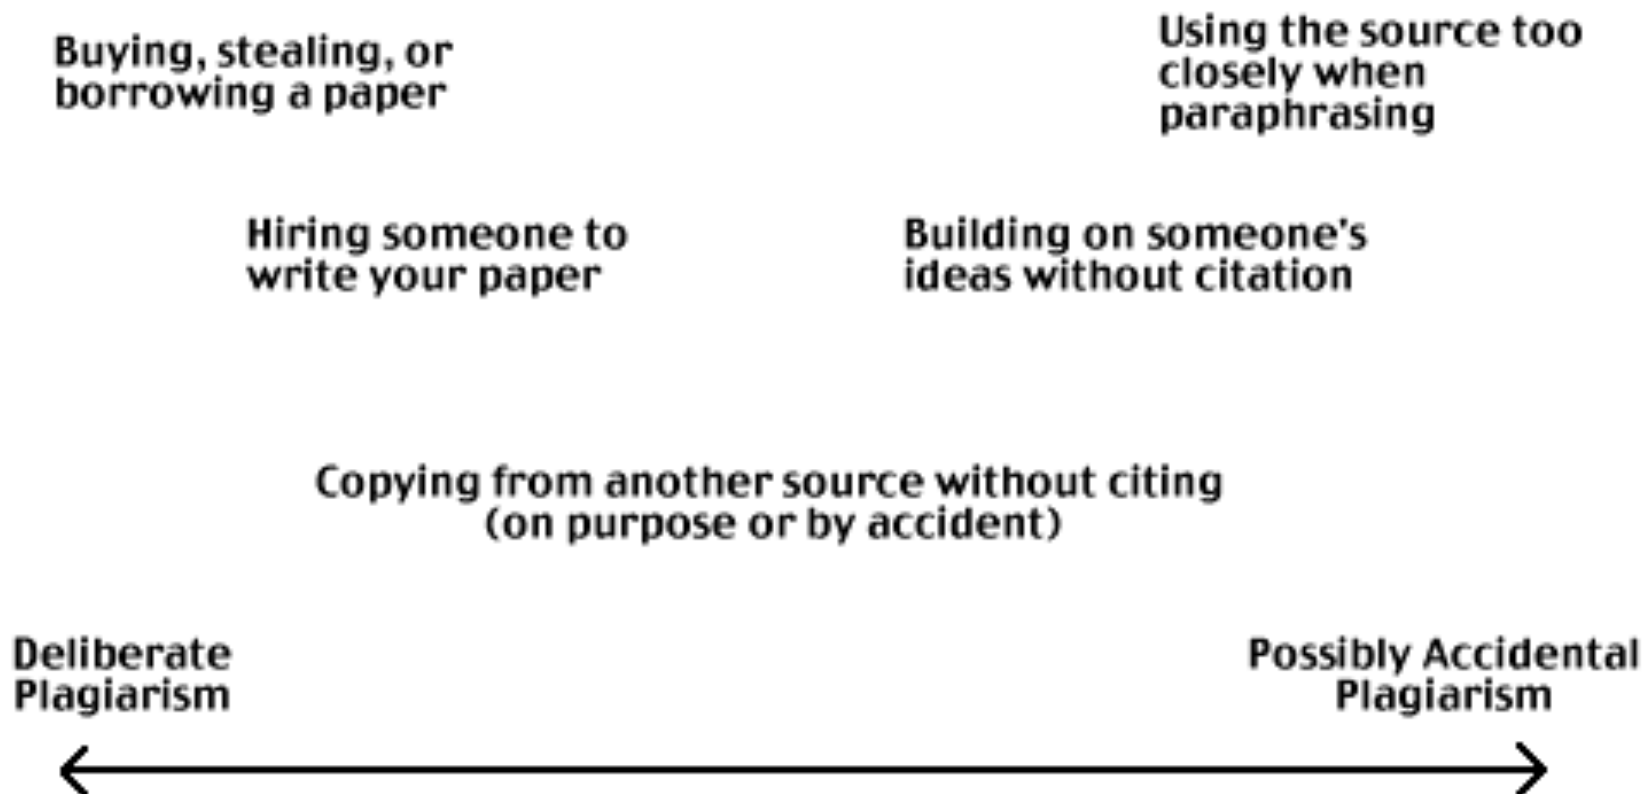 Buying, stealing, or
borrowing a paper
Using the source too
closely when
paraphrasing
Hiring someone to
write your paper
Building on someone's
ideas without citation
Copying from another source without citing
(on purpose or by accident)
Deliberate
Plagiarism
Possibly Accidental
Plagiarism